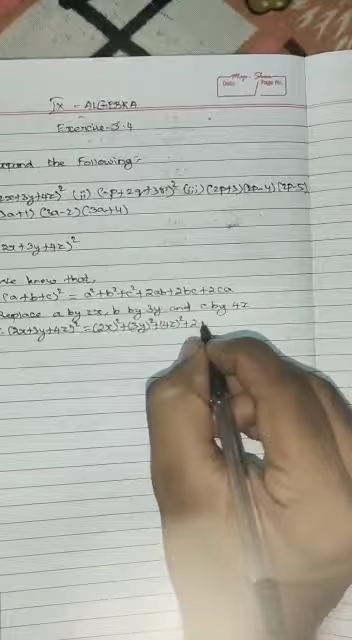 IX - ALGEBRA
Date: Page No.
Exercise-3.4
xpand the Following:-
2x+3y+4z)² (ii) (-p+2q+3r)² (iii) (2p+3)(2p-4)(2p-5)
3a+1) (3a-2) (3a+4)
2x+3y+4z)²
We know that,
(a+b+c)² = a²+b²+c²+2ab+2bc+2ca
Replace a by 2x, b by 3y and c by 4z
(2x+3y+4z)² = (2x)²+(3y)²+(4z)²+2